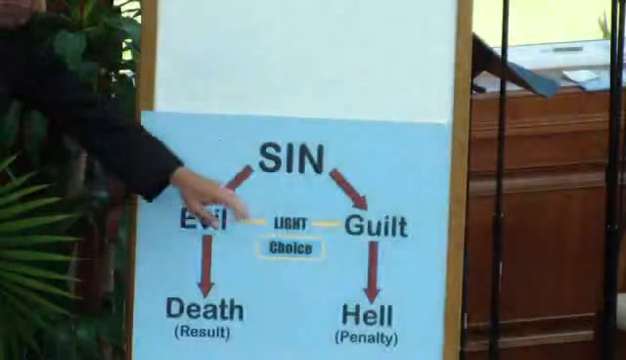 SIN
Evil LIGHT Guilt
Choice
Death Hell
(Result) (Penalty)